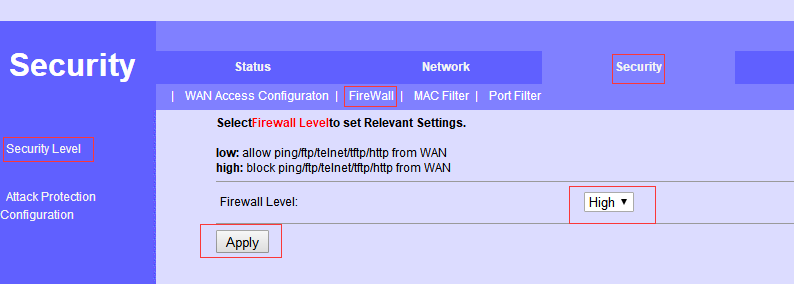 Security
Status Network Security
| WAN Access Configuraton | FireWall | MAC Filter | Port Filter
Security Level
Attack Protection
Configuration
SelectFirewall Levelto set Relevant Settings.
low: allow ping/ftp/telnet/tftp/http from WAN
high: block ping/ftp/telnet/tftp/http from WAN
Firewall Level: High
Apply